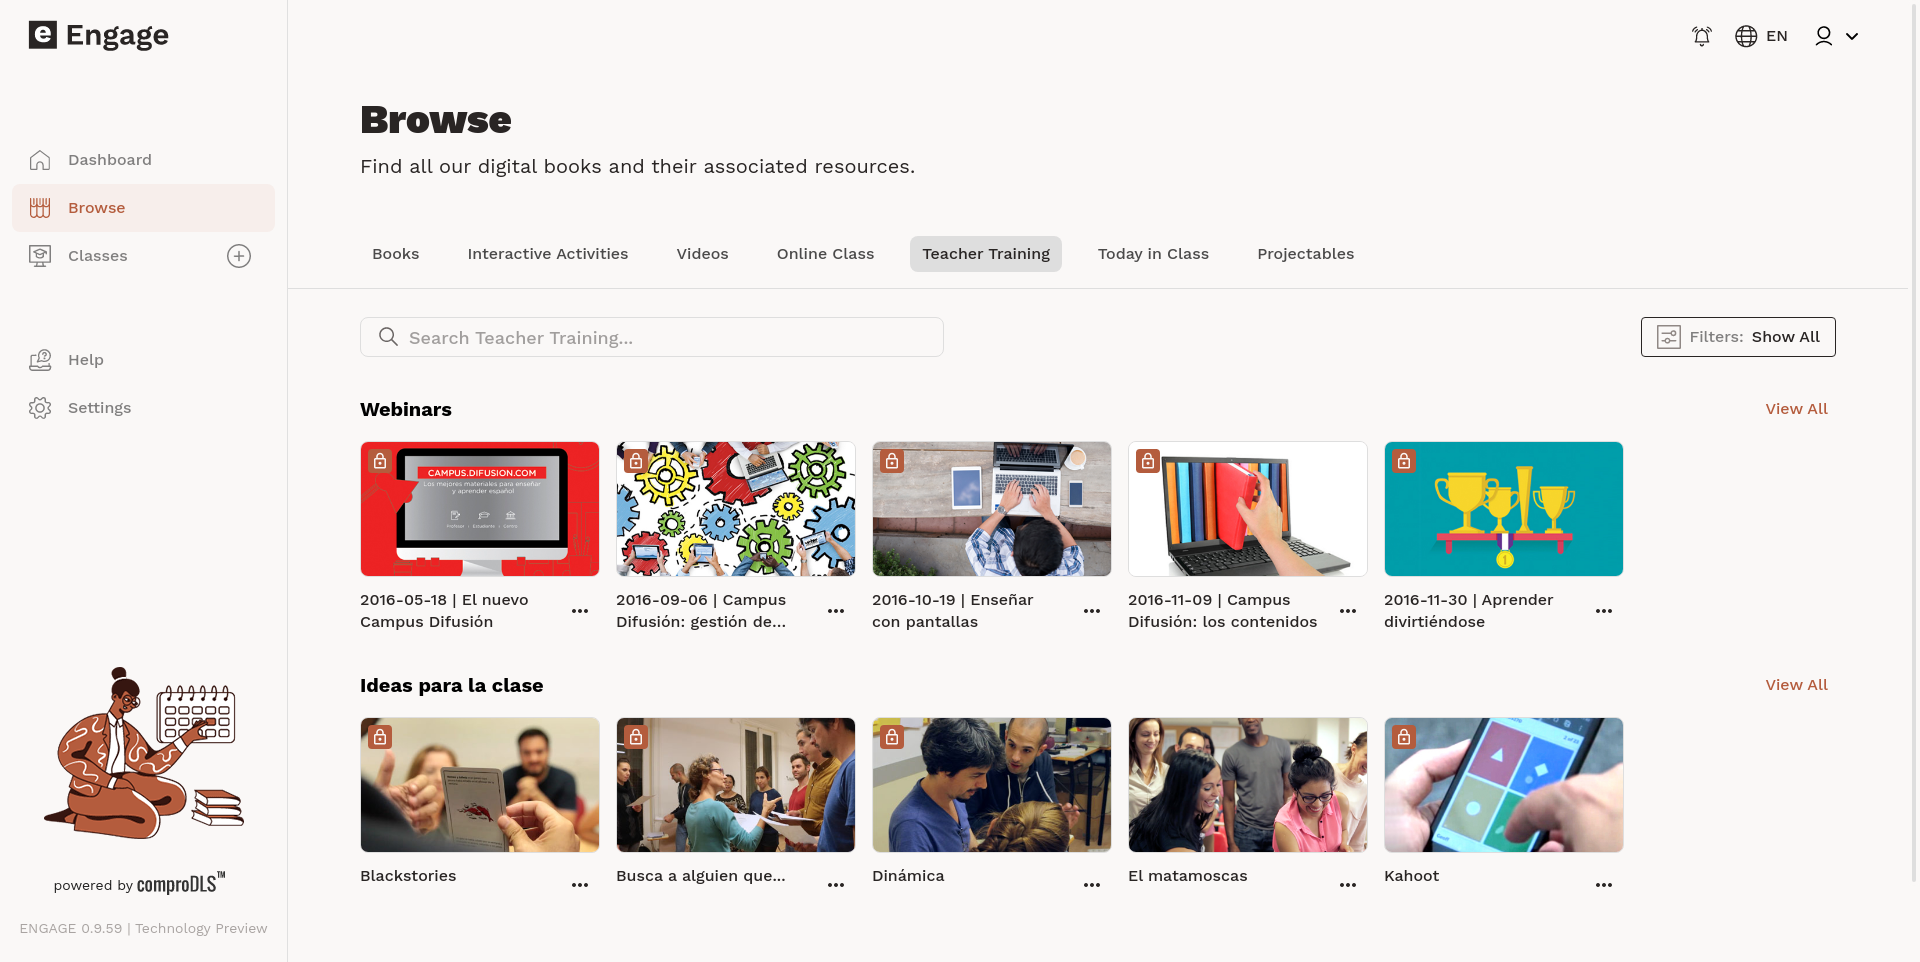 e Engage
EN
Dashboard
Browse
Classes
Help
Settings
powered by comproDLS™
ENGAGE 0.9.59 | Technology Preview
Browse
Find all our digital books and their associated resources.
Books
Interactive Activities
Videos
Online Class
Teacher Training
Today in Class
Projectables
Search Teacher Training...
Filters: Show All
Webinars
View All
CAMPUS.DIFUSION.COM
Los mejores materiales para enseñar
y aprender español
Profesor | Estudiante | Centro
2016-05-18 | El nuevo
Campus Difusión
2016-09-06 | Campus
Difusión: gestión de...
2016-10-19 | Enseñar
con pantallas
2016-11-09 | Campus
Difusión: los contenidos
1
2016-11-30 | Aprender
divirtiéndose
Ideas para la clase
View All
Blackstories
Busca a alguien que...
Dinámica
El matamoscas
Kahoot